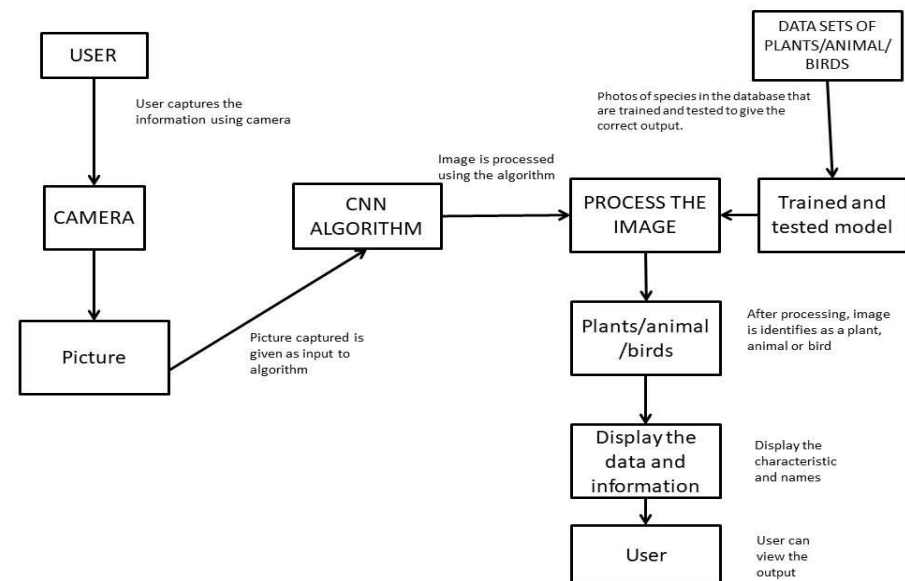 USER
User captures the
information using camera
CAMERA
Picture
Picture captured is
given as input to
algorithm
CNN
ALGORITHM
Image is processed
using the algorithm
DATA SETS OF
PLANTS/ANIMAL/
BIRDS
Photos of species in the database that
are trained and tested to give the
correct output.
Trained and
tested model
PROCESS THE
IMAGE
Plants/animal
/birds
After processing, image
is identifies as a plant,
animal or bird
Display the
data and
information
Display the
characteristic
and names
User
User can
view the
output